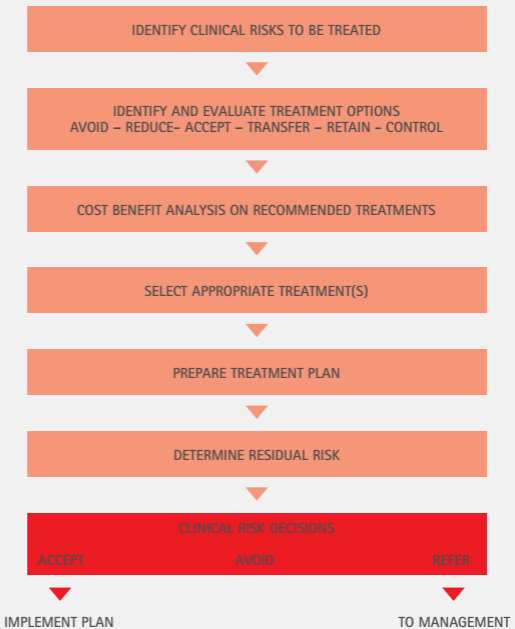 IDENTIFY CLINICAL RISKS TO BE TREATED
IDENTIFY AND EVALUATE TREATMENT OPTIONS
AVOID – REDUCE– ACCEPT – TRANSFER – RETAIN - CONTROL
COST BENEFIT ANALYSIS ON RECOMMENDED TREATMENTS
SELECT APPROPRIATE TREATMENT(S)
PREPARE TREATMENT PLAN
DETERMINE RESIDUAL RISK
CLINICAL RISK DECISIONS
ACCEPT AVOID REFER
IMPLEMENT PLAN TO MANAGEMENT